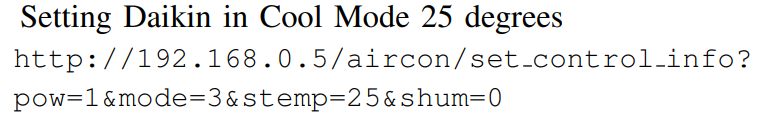 Setting Daikin in Cool Mode 25 degrees
http://192.168.0.5/aircon/set_control_info?
pow=1&mode=3&stemp=25&shum=0